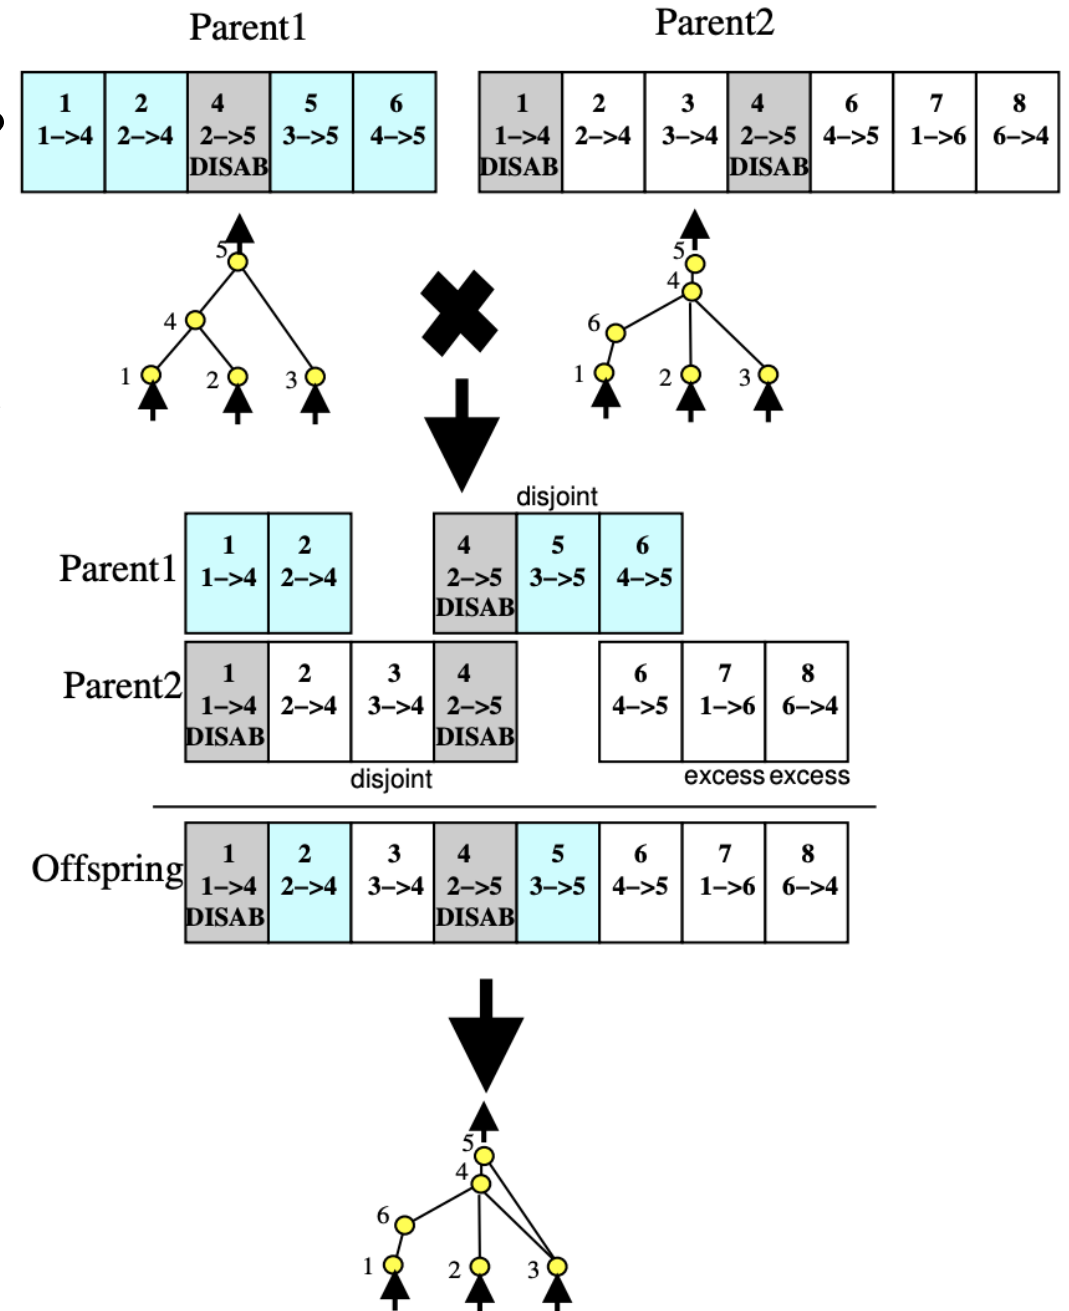 Parent1
Parent2
1 2 4 5 6
1–>4 2–>4 2–>5 3–>5 4–>5
DISAB
1 2 3 4 6 7 8
1–>4 2–>4 3–>4 2–>5 4–>5 1–>6 6–>4
DISAB DISAB
5
4
1 2 3
5
4
6
1 2 3
disjoint
Parent1
1 2 4 5 6
1–>4 2–>4 2–>5 3–>5 4–>5
DISAB
Parent2
1 2 3 4 6 7 8
1–>4 2–>4 3–>4 2–>5 4–>5 1–>6 6–>4
DISAB DISAB
disjoint excess excess
Offspring
1 2 3 4 5 6 7 8
1–>4 2–>4 3–>4 2–>5 3–>5 4–>5 1–>6 6–>4
DISAB DISAB
5
4
6
1 2 3